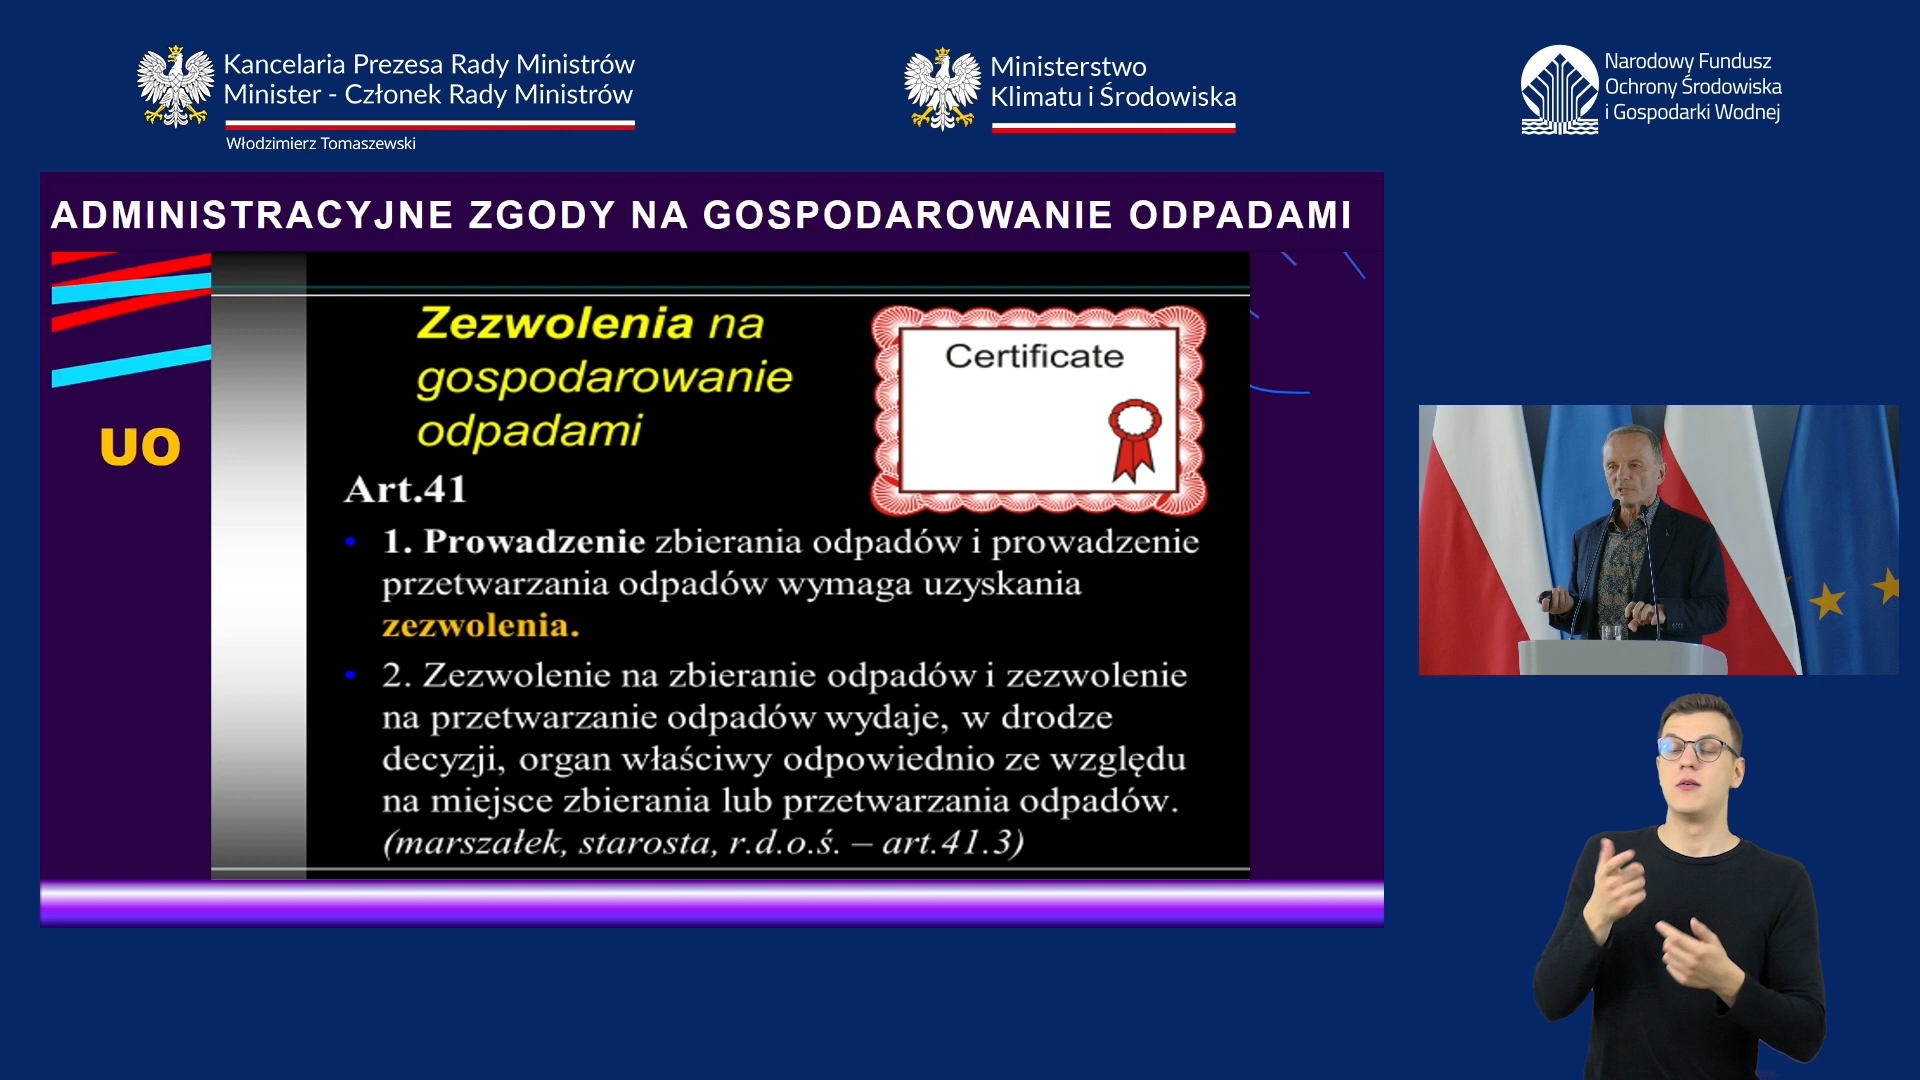 Kancelaria Prezesa Rady Ministrów
Minister - Członek Rady Ministrów
Włodzimierz Tomaszewski
Ministerstwo
Klimatu i Środowiska
Narodowy Fundusz
Ochrony Środowiska
i Gospodarki Wodnej
ADMINISTRACYJNE ZGODY NA GOSPODAROWANIE ODPADAMI
UO
Zezwolenia na
gospodarowanie
odpadami
Certificate
Art.41
• 1. Prowadzenie zbierania odpadów i prowadzenie
przetwarzania odpadów wymaga uzyskania
zezwolenia.
• 2. Zezwolenie na zbieranie odpadów i zezwolenie
na przetwarzanie odpadów wydaje, w drodze
decyzji, organ właściwy odpowiednio ze względu
na miejsce zbierania lub przetwarzania odpadów.
(marszałek, starosta, r.d.o.ś. – art.41.3)